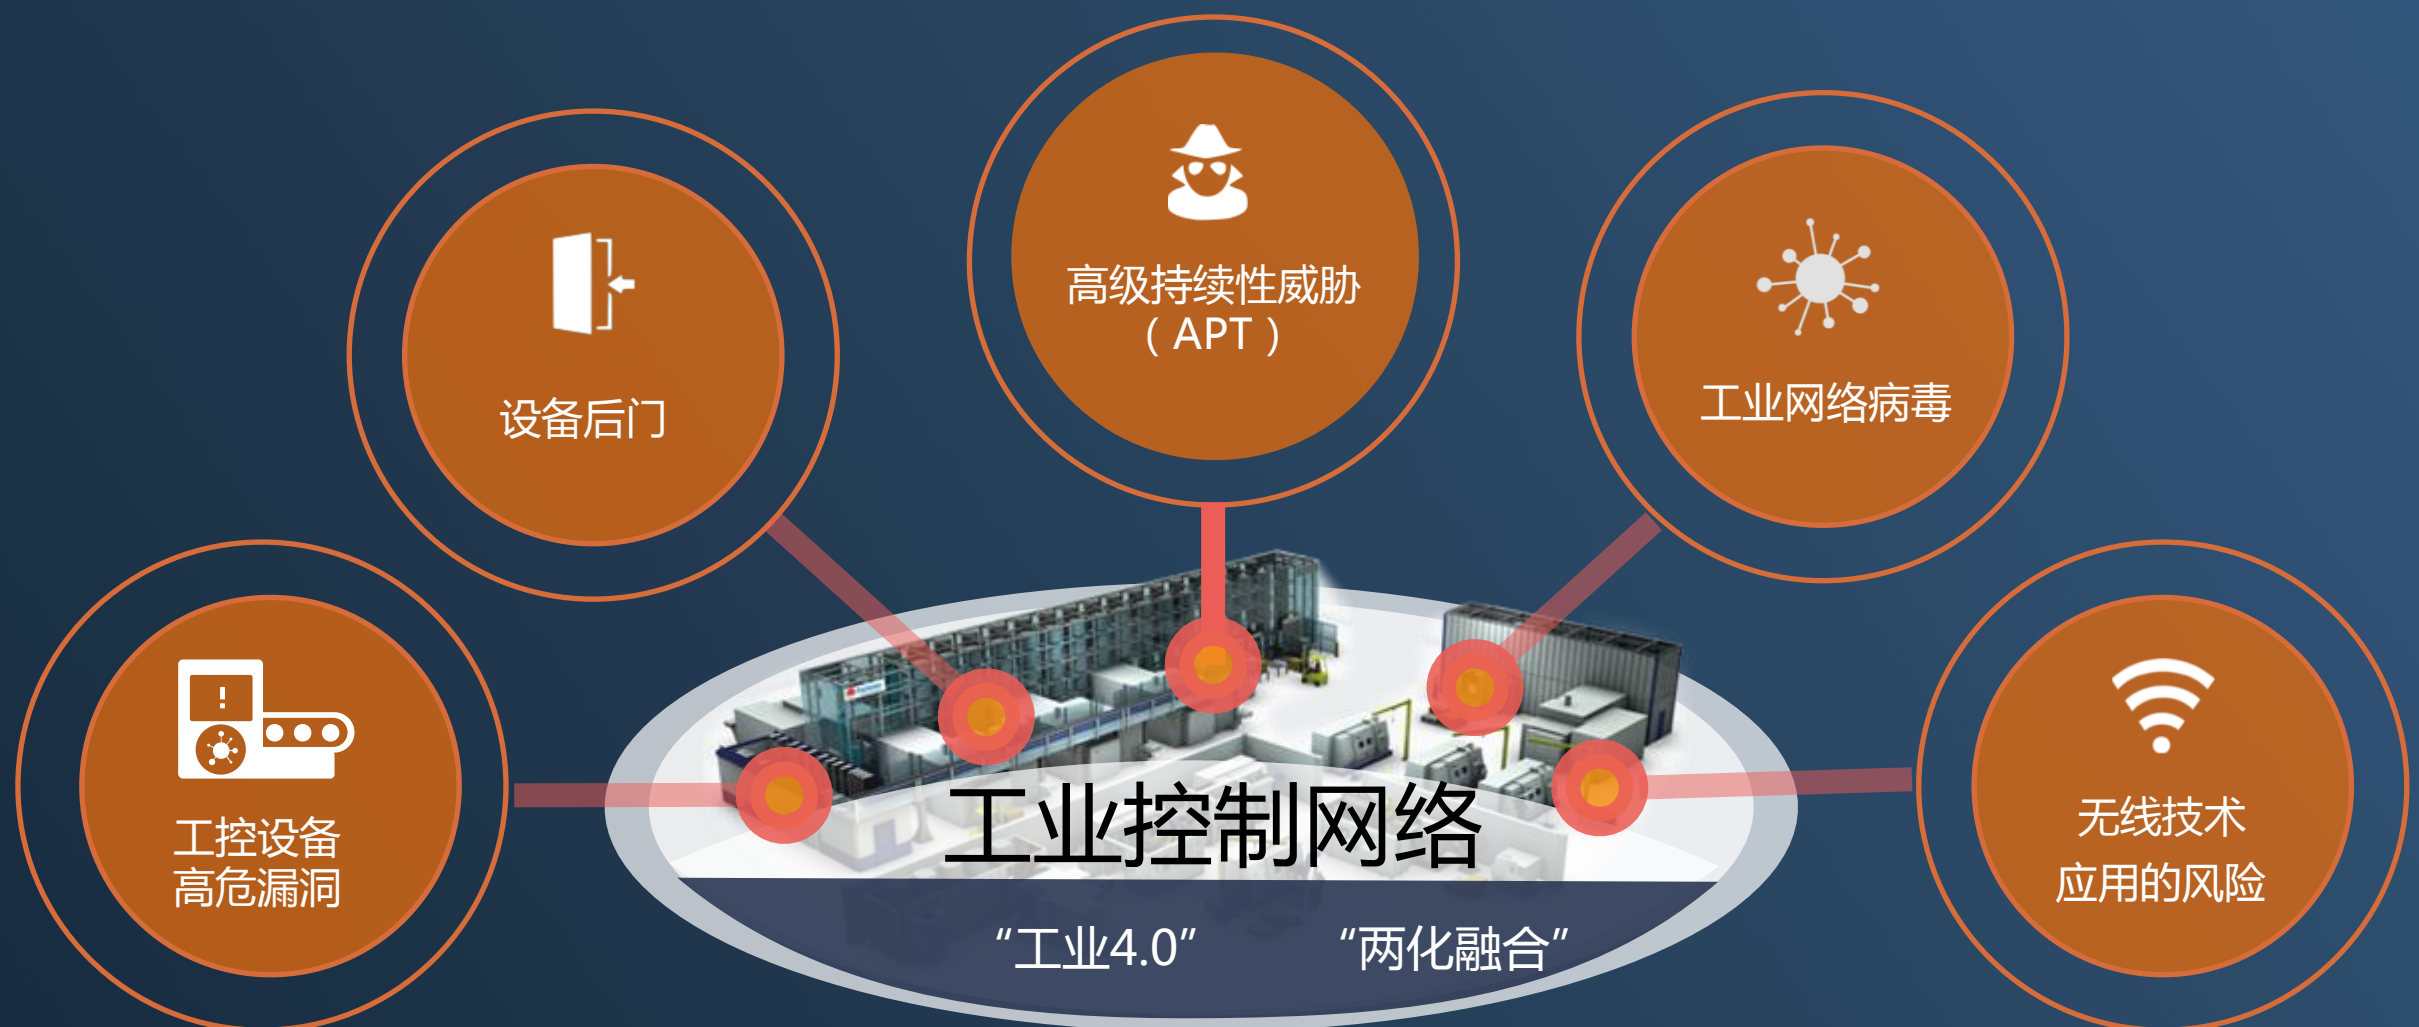 高级持续性威胁
（APT）
设备后门
工业网络病毒
工控设备
高危漏洞
无线技术
应用的风险
工业控制网络
“工业4.0”
“两化融合”